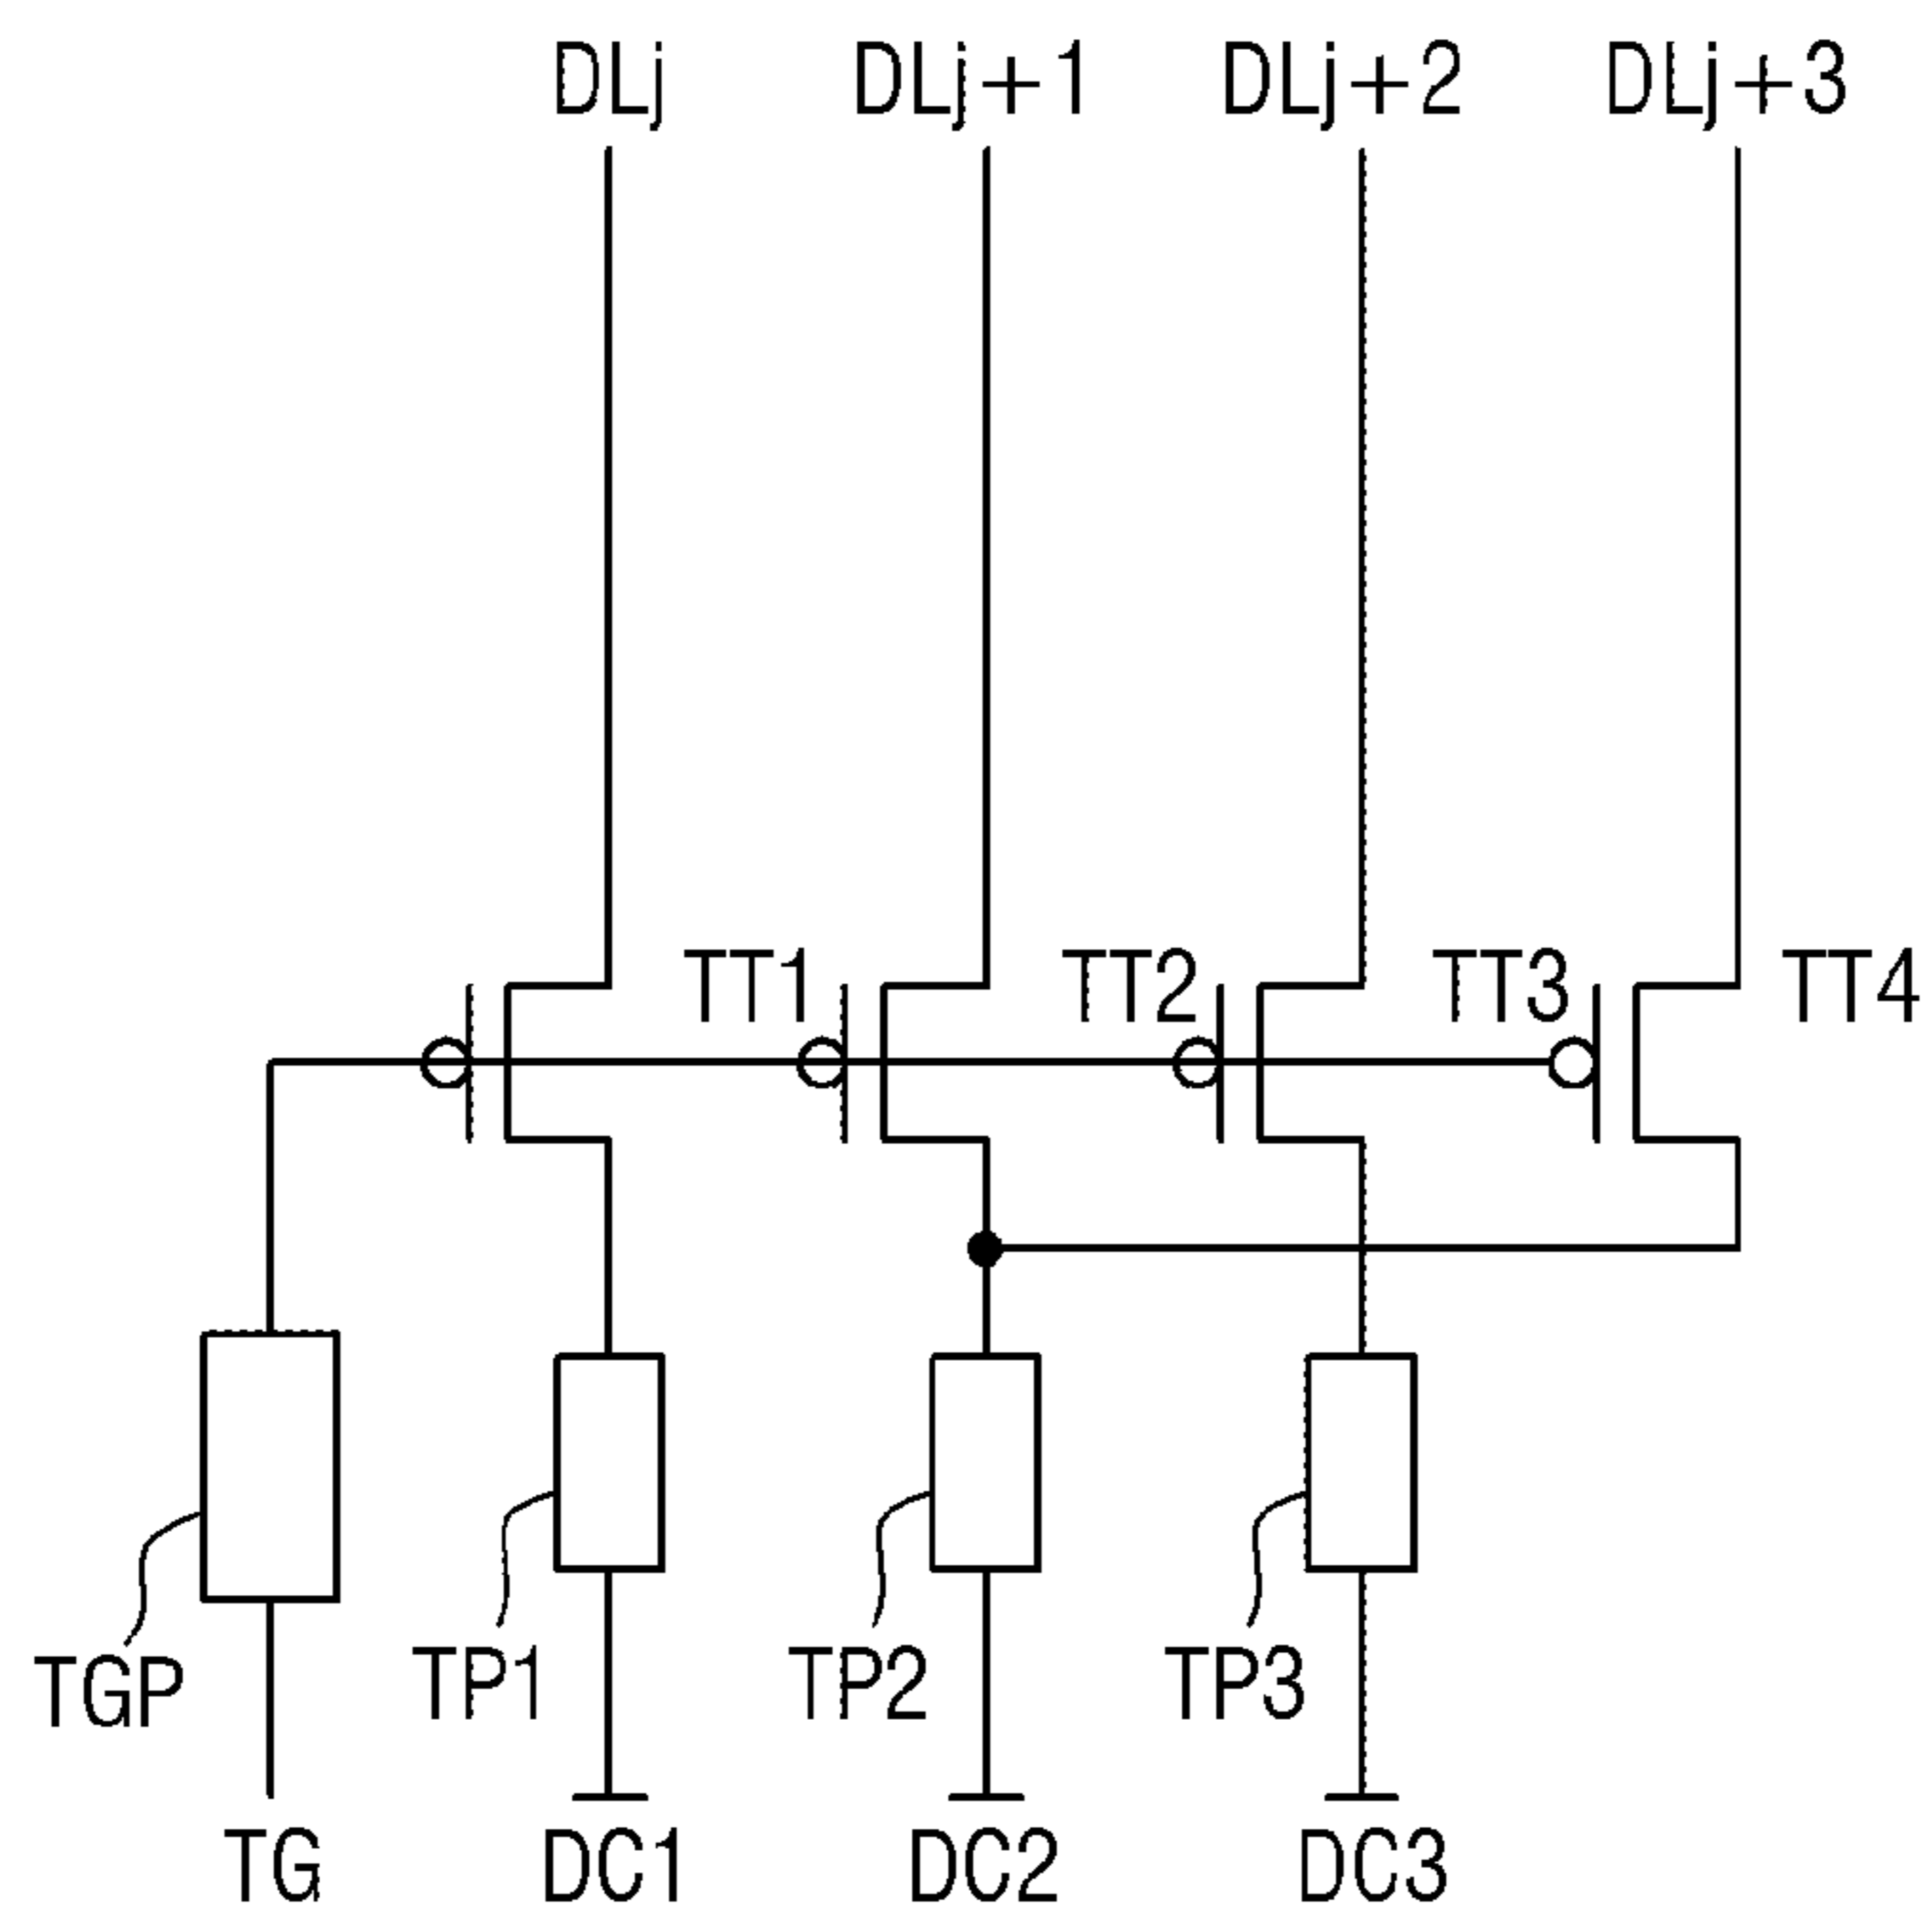 DLj DLj+1 DLj+2 DLj+3
TT1 TT2 TT3 TT4
TGP TP1 TP2 TP3
TG DC1 DC2 DC3